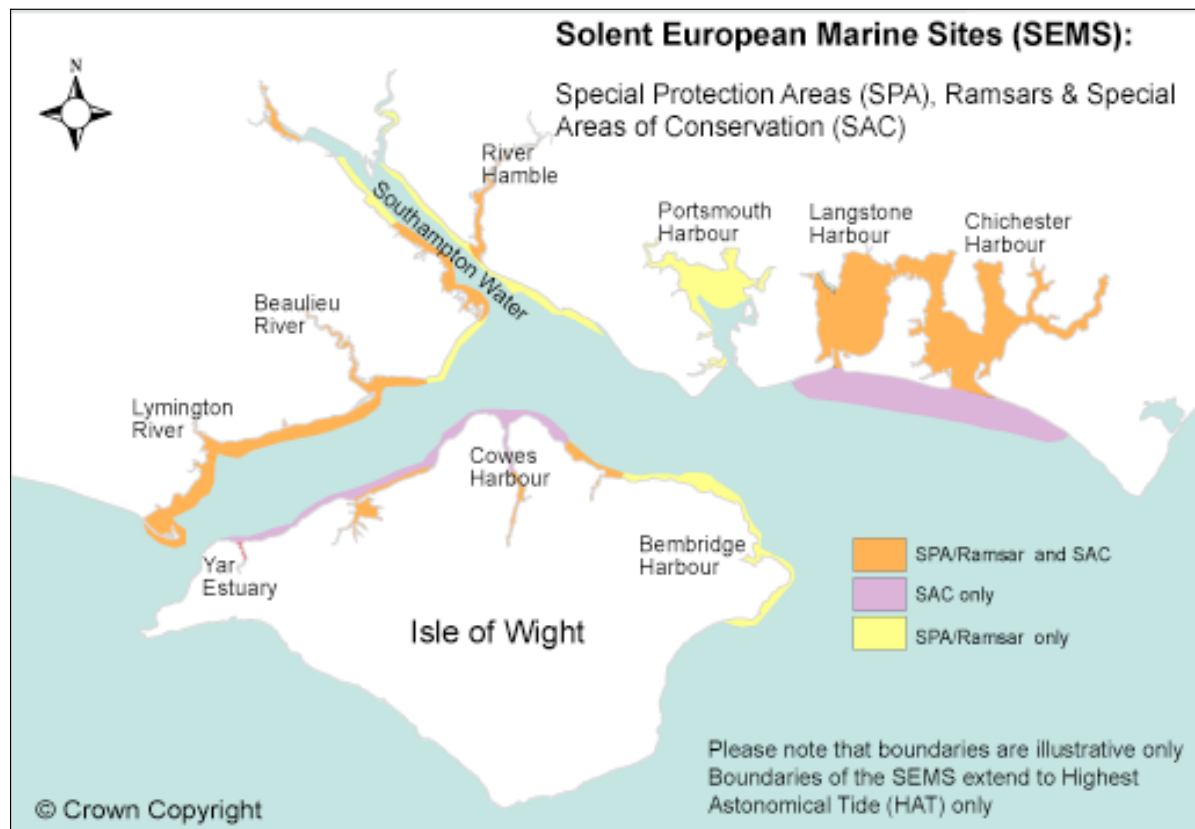 Solent European Marine Sites (SEMS):
Special Protection Areas (SPA), Ramsars & Special
Areas of Conservation (SAC)
N
River
Hamble
Southampton Water
Portsmouth
Harbour
Langstone
Harbour
Chichester
Harbour
Beaulieu
River
Lymington
River
Cowes
Harbour
Yar
Estuary
Bembridge
Harbour
Isle of Wight
SPA/Ramsar and SAC
SAC only
SPA/Ramsar only
Please note that boundaries are illustrative only
Boundaries of the SEMS extend to Highest
Astonomical Tide (HAT) only
© Crown Copyright